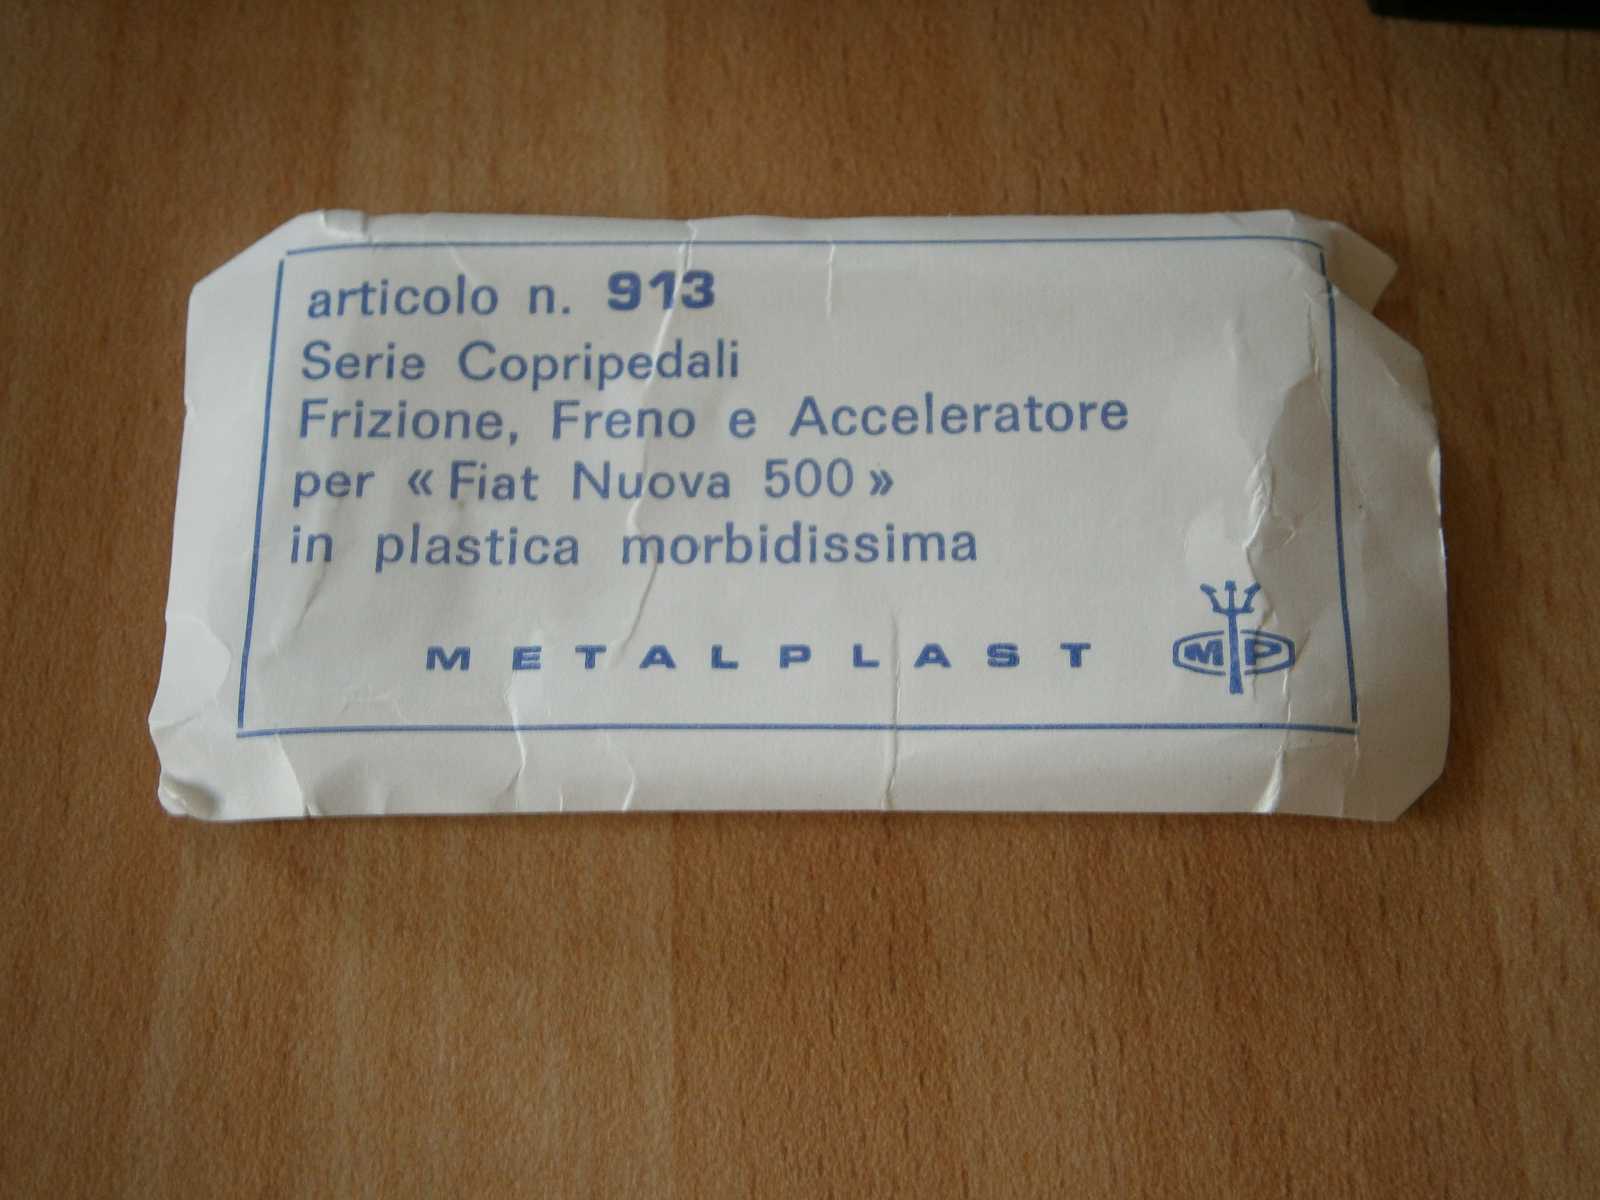 articolo n. 913
Serie Copripedali
Frizione, Freno e Acceleratore
per « Fiat Nuova 500 »
in plastica morbidissima
METALPLAST MP